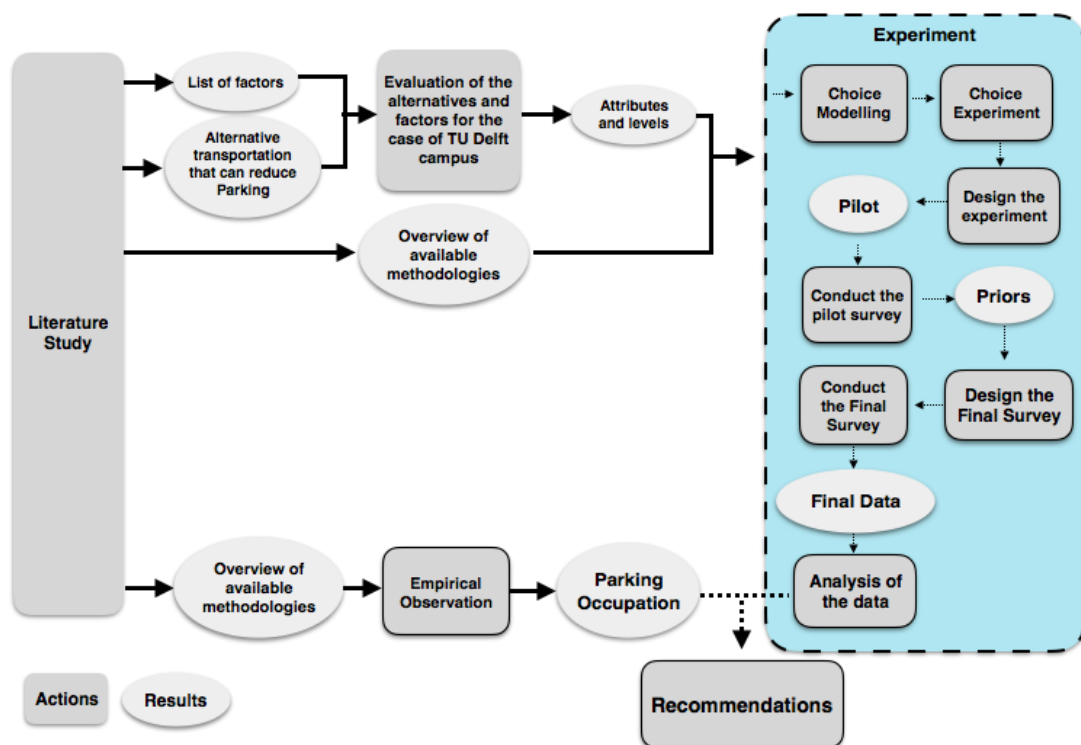 Literature
Study
List of factors
Alternative
transportation
that can reduce
Parking
Evaluation of the
alternatives and
factors for the
case of TU Delft
campus
Attributes
and levels
Overview of
available
methodologies
Overview of
available
methodologies
Empirical
Observation
Parking
Occupation
Experiment
Choice
Modelling
Choice
Experiment
Design the
experiment
Pilot
Conduct the
pilot survey
Priors
Design the
Final Survey
Conduct
the Final
Survey
Final Data
Analysis of
the data
Recommendations
Actions
Results